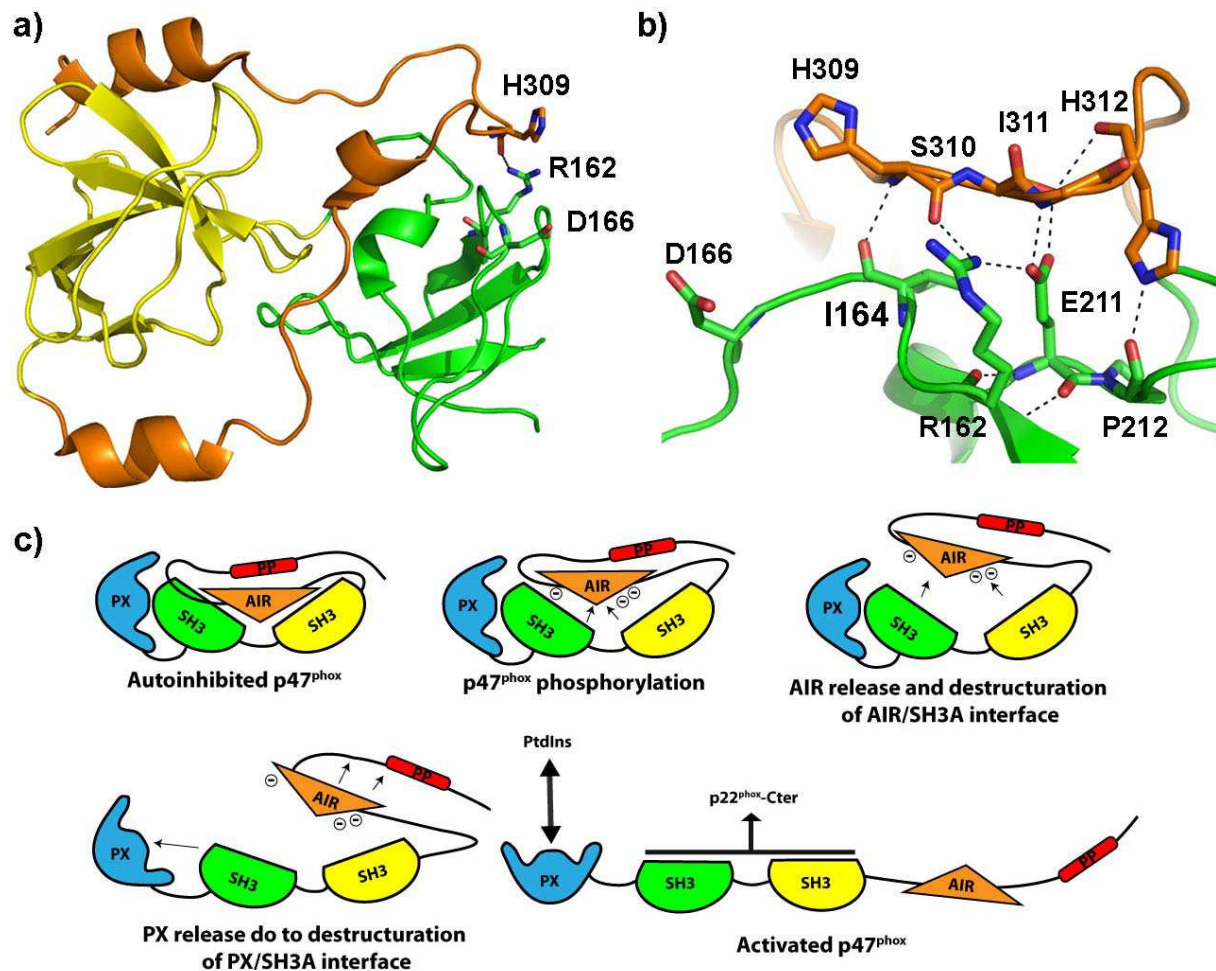 a)
H309
R162
D166
b)
H309
S310
I311
H312
D166
I164
E211
R162
P212
c)
PX
SH3
AIR
PP
SH3
Autoinhibited p47phox
PX
SH3
AIR
PP
SH3
p47phox phosphorylation
PX
SH3
AIR
PP
SH3
AIR release and destructuration
of AIR/SH3A interface
PX
SH3
AIR
PP
SH3
PX release do to destructuration
of PX/SH3A interface
PtdIns
p22phox-Cter
PX
SH3
SH3
AIR
PP
Activated p47phox